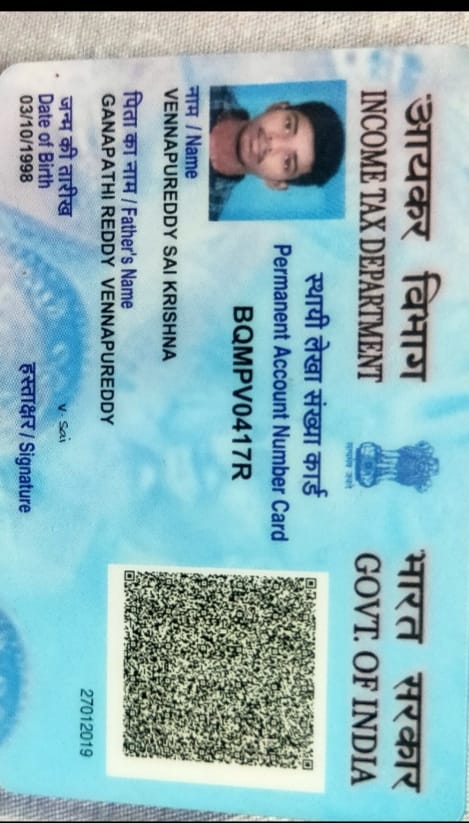 आयकर विभाग
INCOME TAX DEPARTMENT
सत्यमेव जयते
भारत सरकार
GOVT. OF INDIA
स्थायी लेखा संख्या कार्ड
Permanent Account Number Card
BQMPV0417R
नाम / Name
VENNAPUREDDY SAI KRISHNA
पिता का नाम / Father's Name
GANAPATHI REDDY VENNAPUREDDY
27012019
जन्म की तारीख
Date of Birth
03/10/1998
V. Sai
हस्ताक्षर / Signature